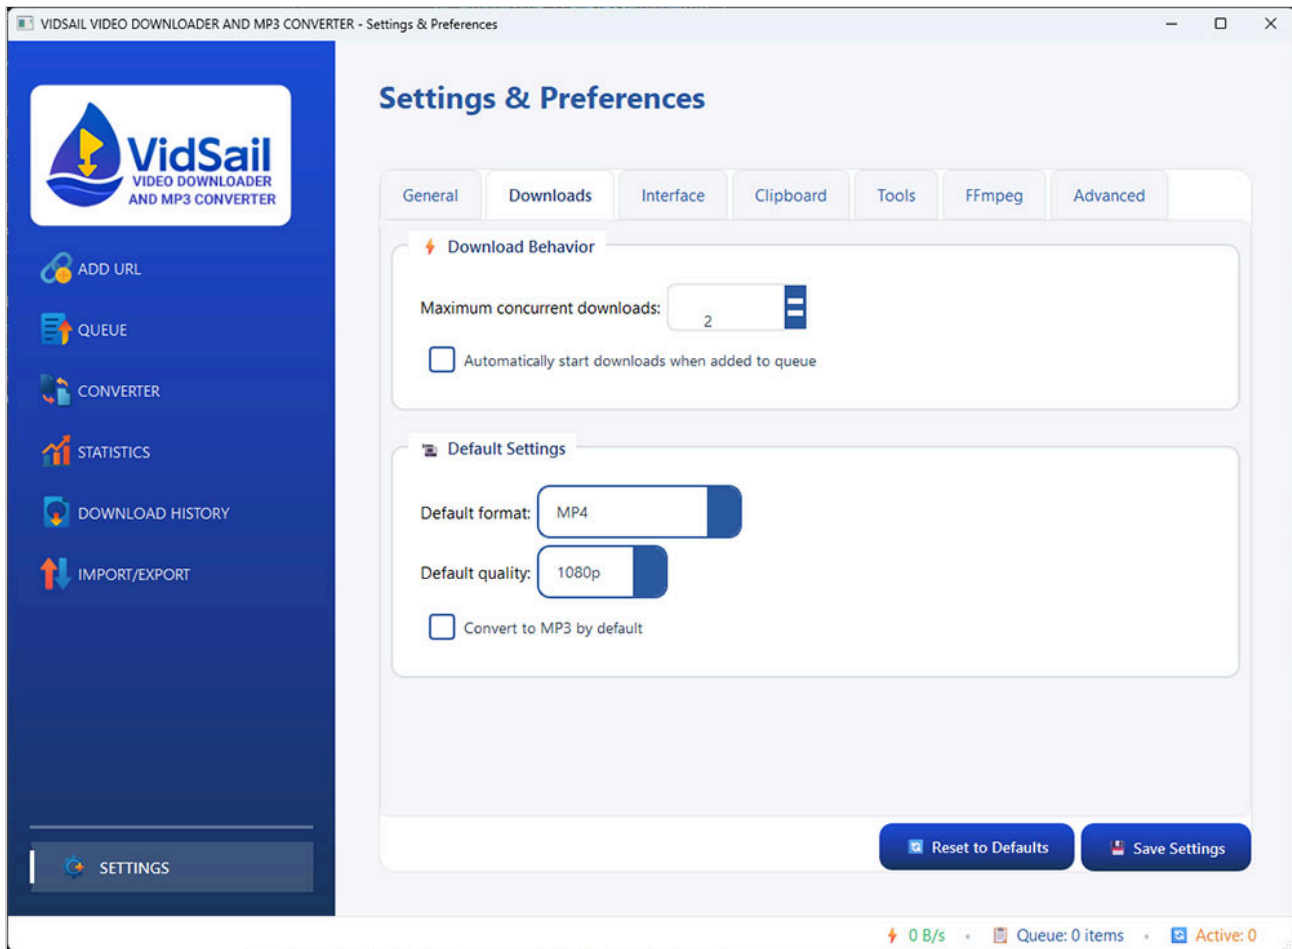 VIDSAIL VIDEO DOWNLOADER AND MP3 CONVERTER - Settings & Preferences
VidSail
VIDEO DOWNLOADER
AND MP3 CONVERTER
ADD URL
QUEUE
CONVERTER
STATISTICS
DOWNLOAD HISTORY
IMPORT/EXPORT
SETTINGS
Settings & Preferences
General Downloads Interface Clipboard Tools FFmpeg Advanced
Download Behavior
Maximum concurrent downloads: 2
Automatically start downloads when added to queue
Default Settings
Default format: MP4
Default quality: 1080p
Convert to MP3 by default
Reset to Defaults Save Settings
0 B/s • Queue: 0 items • Active: 0